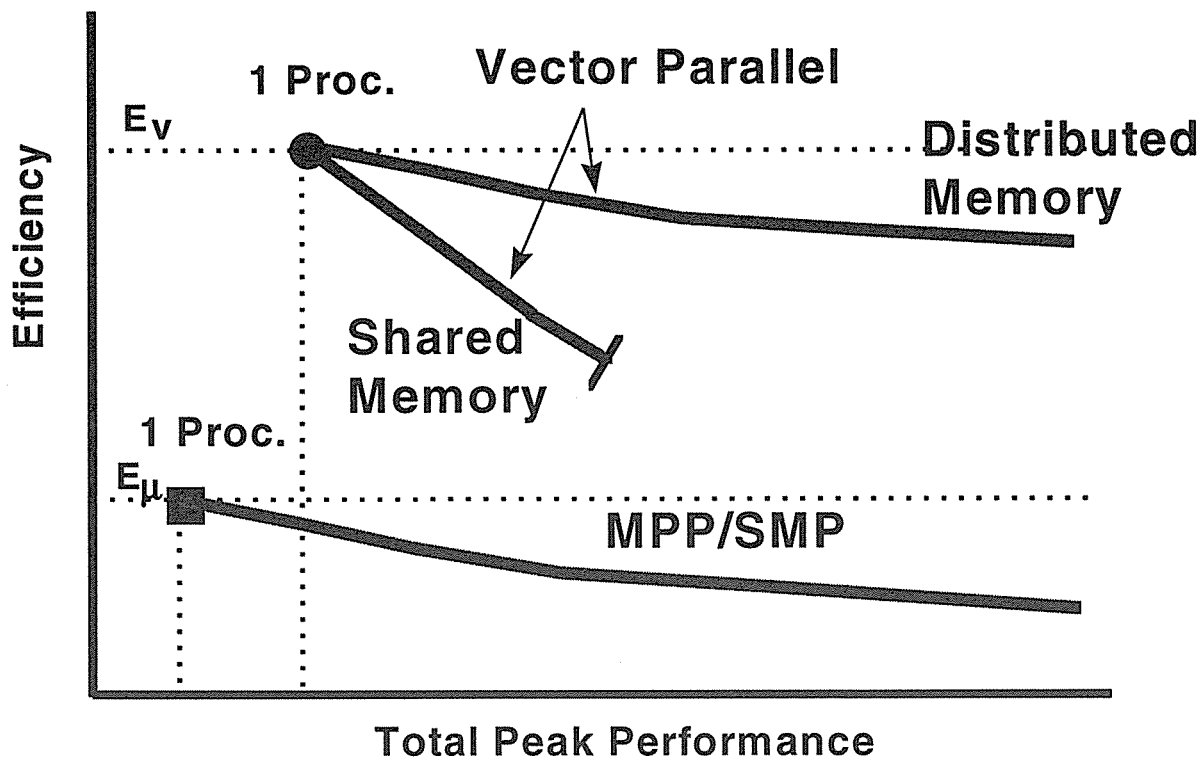 Vector Parallel
1 Proc.
Ev
Distributed
Memory
Efficiency
Shared
Memory
1 Proc.
Eμ
MPP/SMP
Total Peak Performance